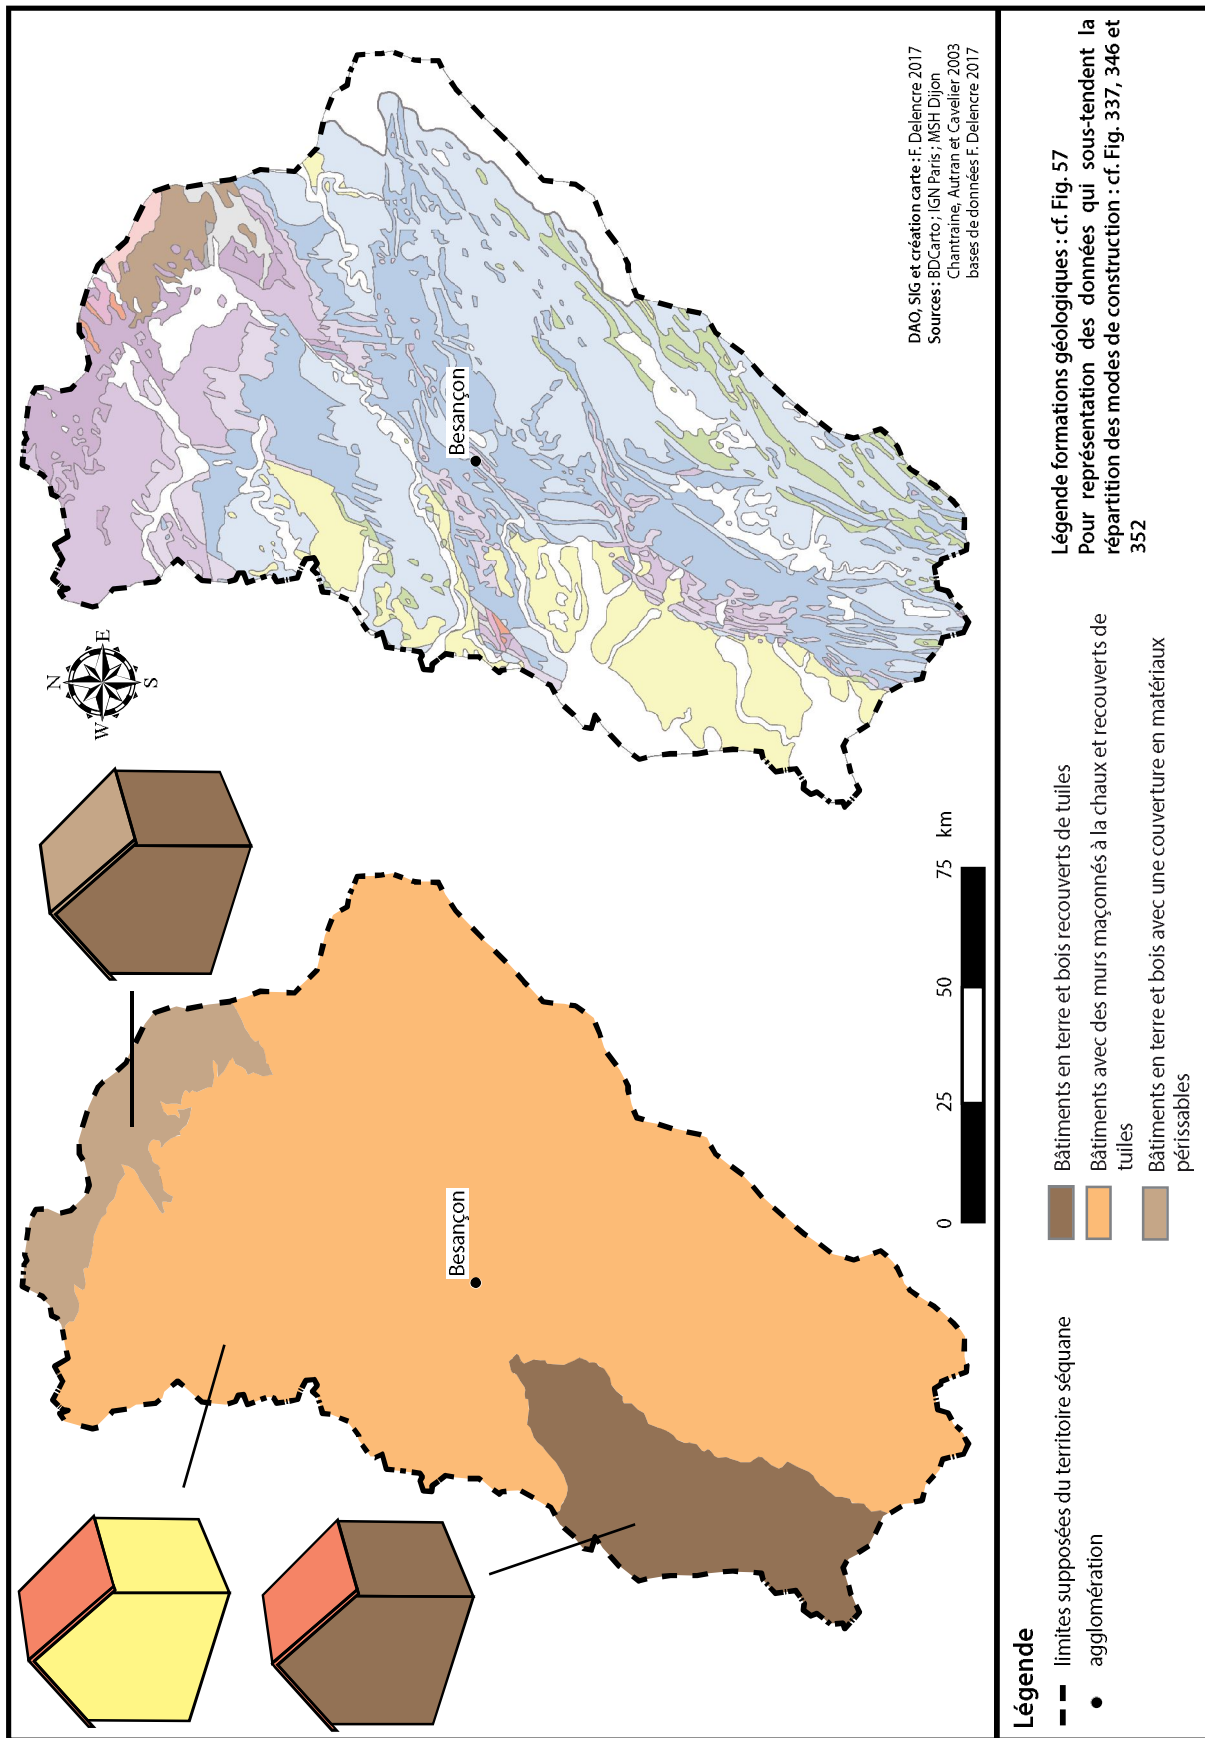 N
W
E
S
Besançon
Besançon
0
25
50
75
km
DAO, SIG et création carte : F. Delencre 2017
Sources : BDCarto ; IGN Paris ; MSH Dijon
Chantraine, Autran et Cavelier 2003
bases de données F. Delencre 2017
Légende
limites supposées du territoire séquane
agglomération
Bâtiments en terre et bois recouverts de tuiles
Bâtiments avec des murs maçonnés à la chaux et recouverts de
tuiles
Bâtiments en terre et bois avec une couverture en matériaux
périssables
Légende formations géologiques : cf. Fig. 57
Pour représentation des données qui sous-tendent la
répartition des modes de construction : cf. Fig. 337, 346 et
352